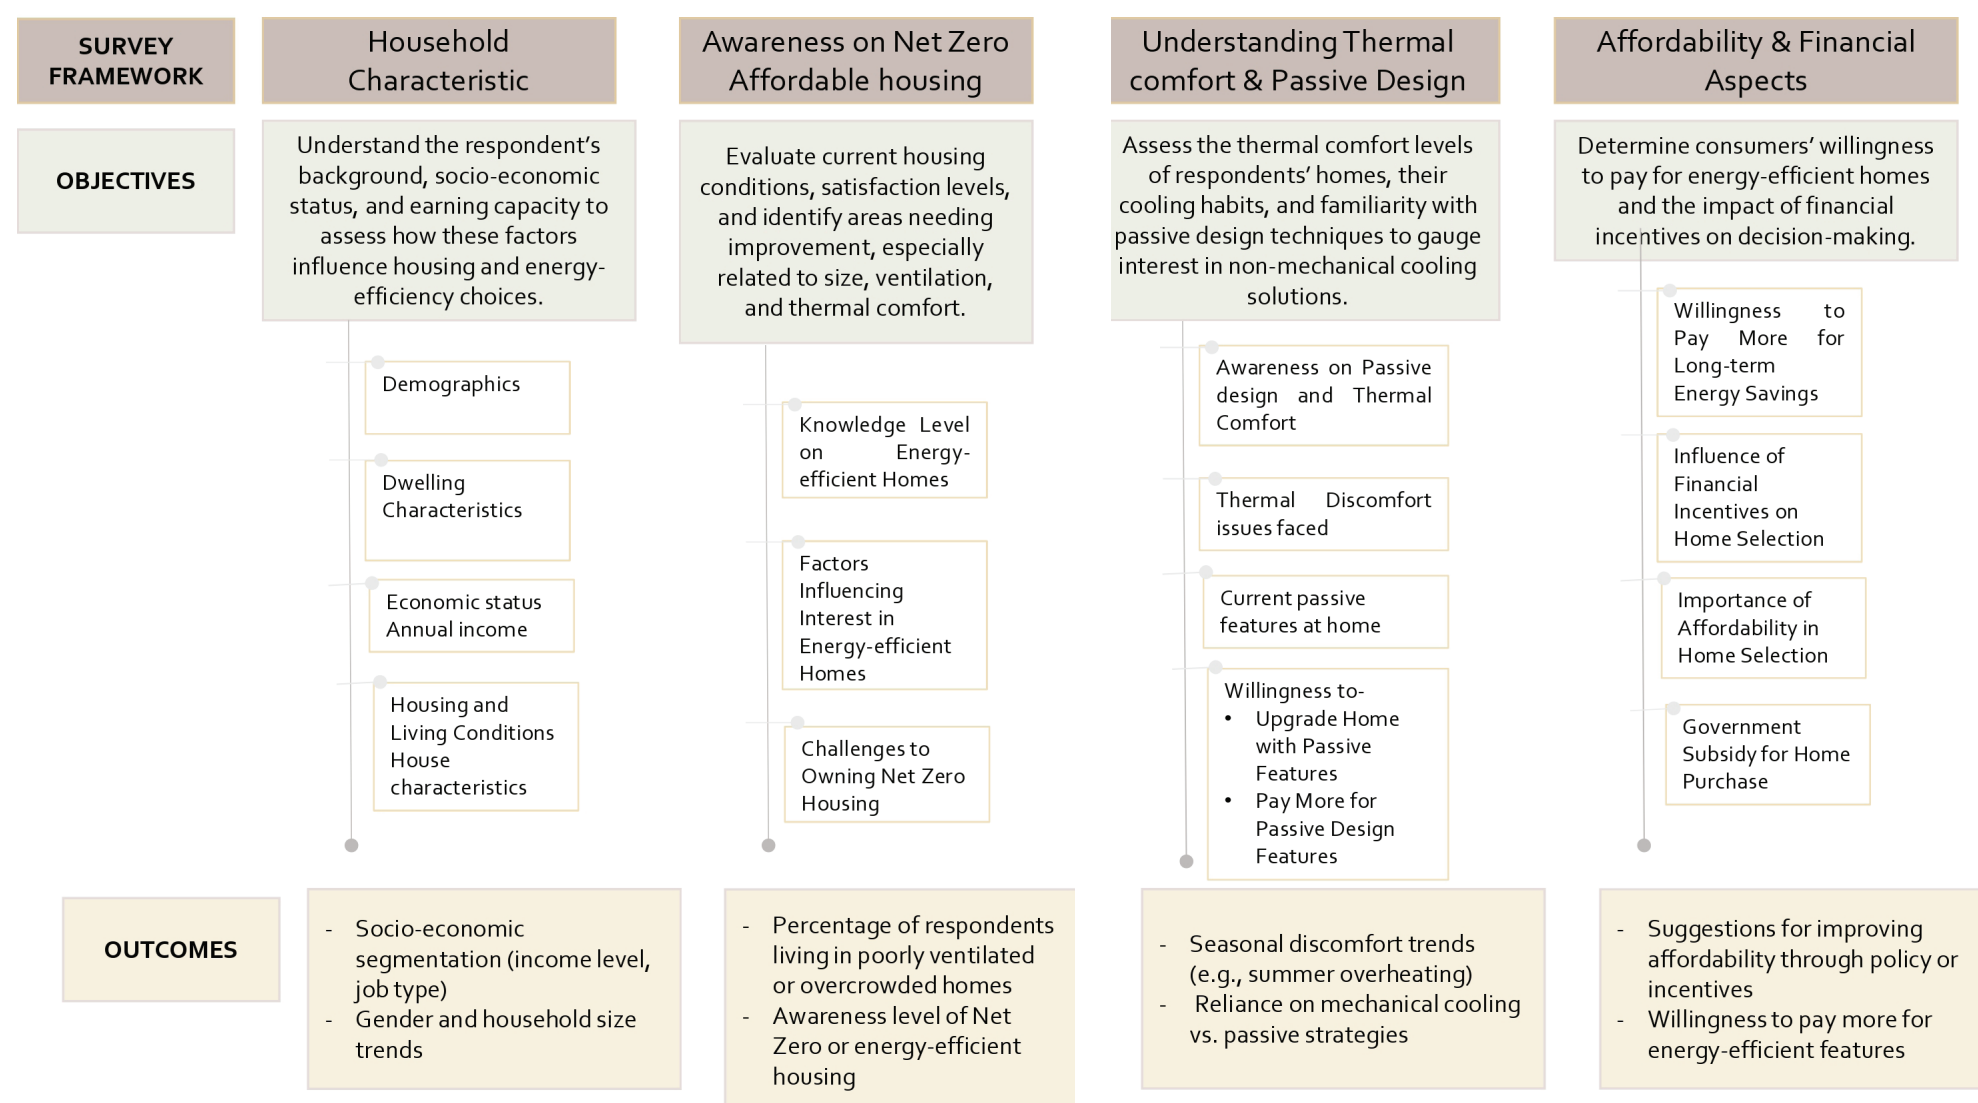 SURVEY
FRAMEWORK
Household
Characteristic
Awareness on Net Zero
Affordable housing
Understanding Thermal
comfort & Passive Design
Affordability & Financial
Aspects
OBJECTIVES
Understand the respondent’s
background, socio-economic
status, and earning capacity to
assess how these factors
influence housing and energy-
efficiency choices.
Evaluate current housing
conditions, satisfaction levels,
and identify areas needing
improvement, especially
related to size, ventilation,
and thermal comfort.
Assess the thermal comfort levels
of respondents’ homes, their
cooling habits, and familiarity with
passive design techniques to gauge
interest in non-mechanical cooling
solutions.
Determine consumers’ willingness
to pay for energy-efficient homes
and the impact of financial
incentives on decision-making.
Demographics
Dwelling
Characteristics
Economic status
Annual income
Housing and
Living Conditions
House
characteristics
Knowledge Level
on Energy-
efficient Homes
Factors
Influencing
Interest in
Energy-efficient
Homes
Challenges to
Owning Net Zero
Housing
Awareness on Passive
design and Thermal
Comfort
Thermal Discomfort
issues faced
Current passive
features at home
Willingness to-
• Upgrade Home
with Passive
Features
• Pay More for
Passive Design
Features
Willingness to
Pay More for
Long-term
Energy Savings
Influence of
Financial
Incentives on
Home Selection
Importance of
Affordability in
Home Selection
Government
Subsidy for Home
Purchase
OUTCOMES
- Socio-economic
segmentation (income level,
job type)
- Gender and household size
trends
- Percentage of respondents
living in poorly ventilated
or overcrowded homes
- Awareness level of Net
Zero or energy-efficient
housing
- Seasonal discomfort trends
(e.g., summer overheating)
- Reliance on mechanical cooling
vs. passive strategies
- Suggestions for improving
affordability through policy or
incentives
- Willingness to pay more for
energy-efficient features